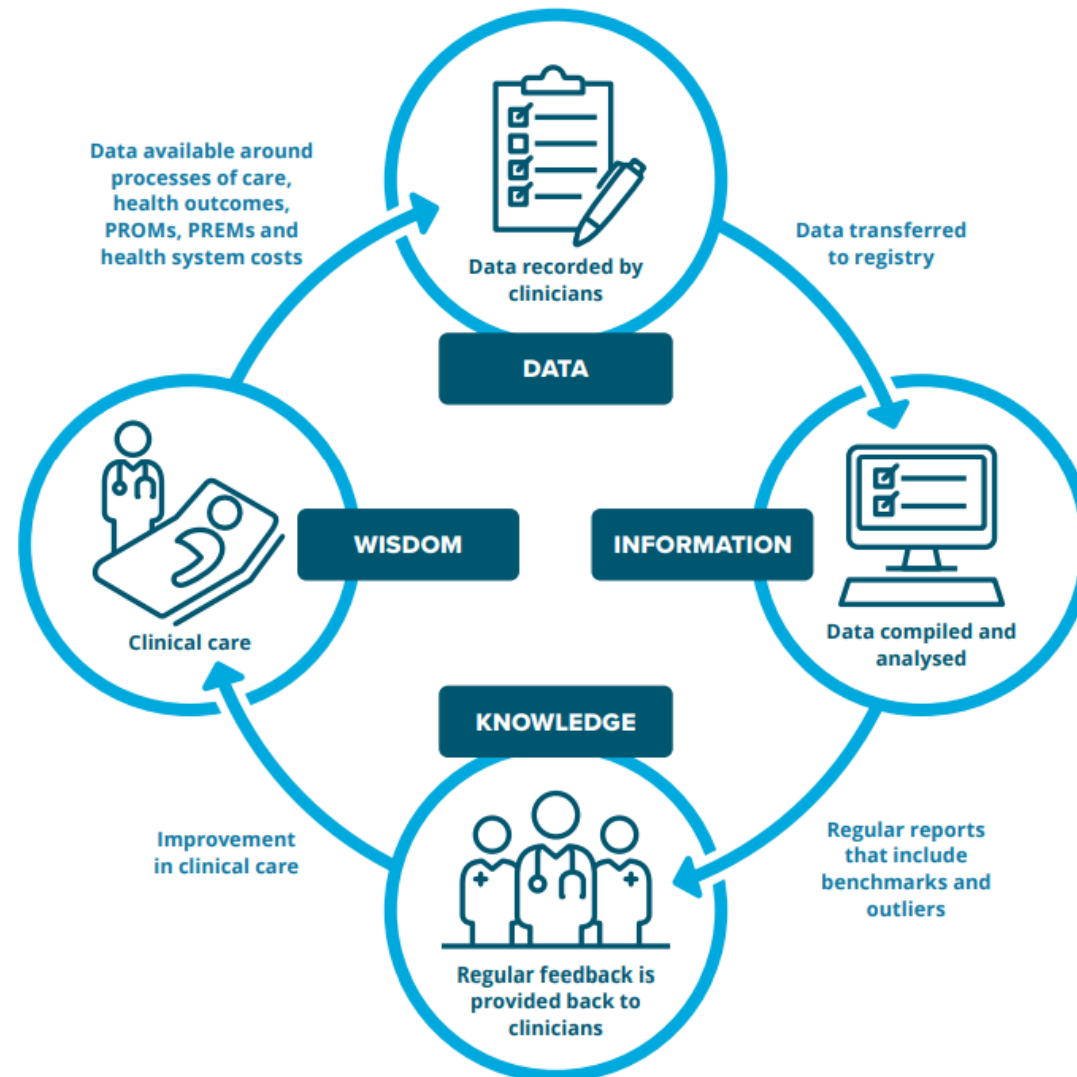 Data recorded by
clinicians
DATA
Data transferred
to registry
INFORMATION
Data compiled and
analysed
Regular reports
that include
benchmarks and
outliers
KNOWLEDGE
Regular feedback is
provided back to
clinicians
Improvement
in clinical care
WISDOM
Clinical care
Data available around
processes of care,
health outcomes,
PROMs, PREMs and
health system costs